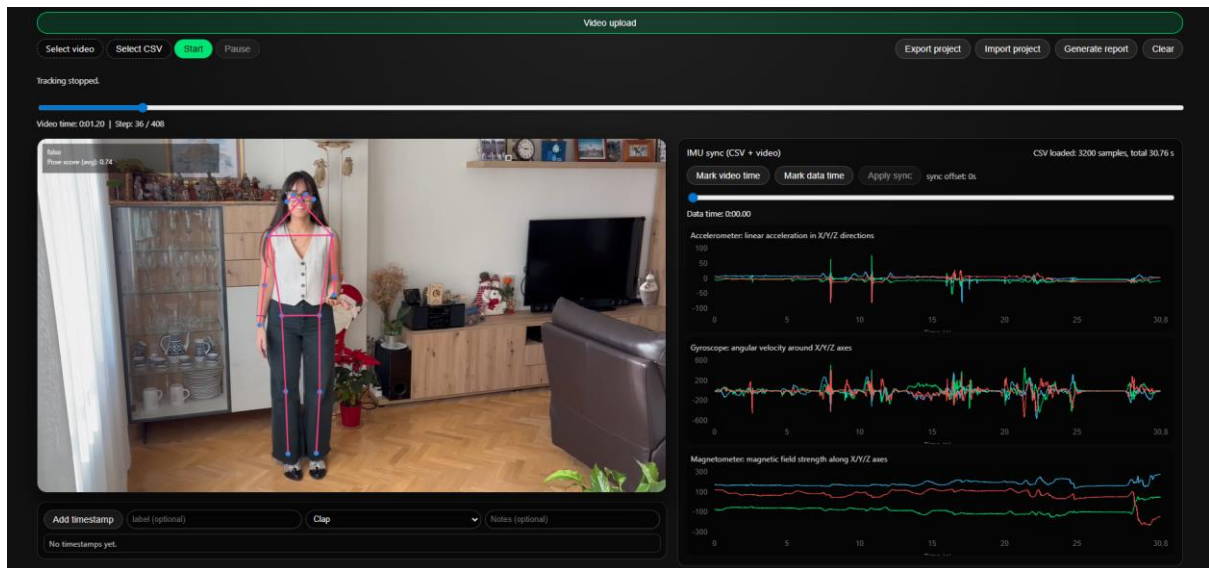 Video upload
Select video Select CSV Start Pause Export project Import project Generate report Clear
Tracking stopped.
Video time: 0:01.20 | Step: 36 / 408
false
Pose score (avg): 0.74
IMU sync (CSV + video) CSV loaded: 3200 samples, total 30.76 s
Mark video time Mark data time Apply sync sync offset: 0s
Data time: 0:00.00
Accelerometer: linear acceleration in X/Y/Z directions
100
50
0
-50
-100
0 5 10 15 20 25 30,8
Gyroscope: angular velocity around X/Y/Z axes
600
200
-200
-600
0 5 10 15 20 25 30,8
Magnetometer: magnetic field strength along X/Y/Z axes
300
100
-100
-300
0 5 10 15 20 25 30,8
Add timestamp label (optional) Clap Notes (optional)
No timestamps yet.